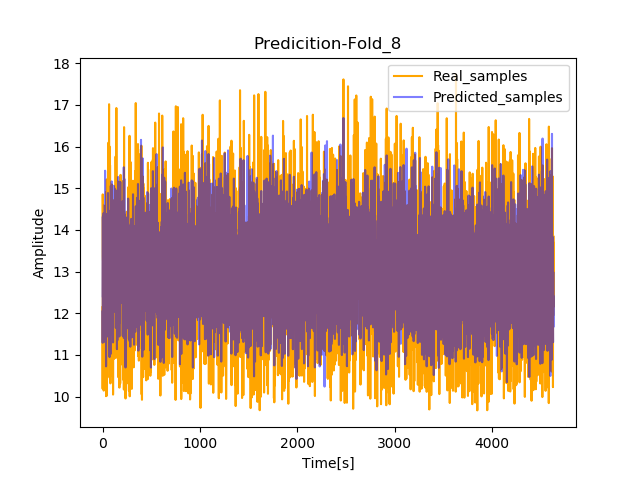 Predicition-Fold_8
Real_samples
Predicted_samples
18
17
16
15
14
13
12
11
10
Amplitude
0
1000
2000
3000
4000
Time[s]